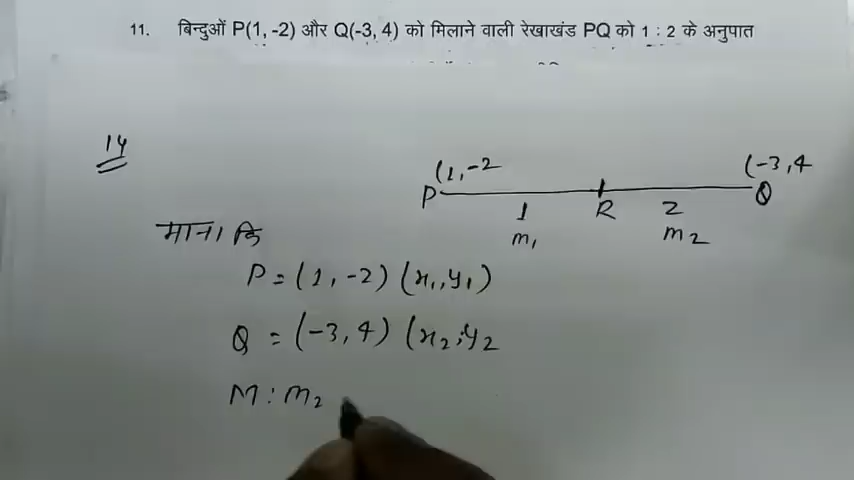 11. बिन्दुओं P(1, -2) और Q(-3, 4) को मिलाने वाली रेखाखंड PQ को 1 : 2 के अनुपात
14
(1, -2 (-3, 4
P R Q
1 2
m₁ m₂
माना कि
P = (1, -2) (x₁, y₁)
Q = (-3, 4) (x₂, y₂
M : m₂